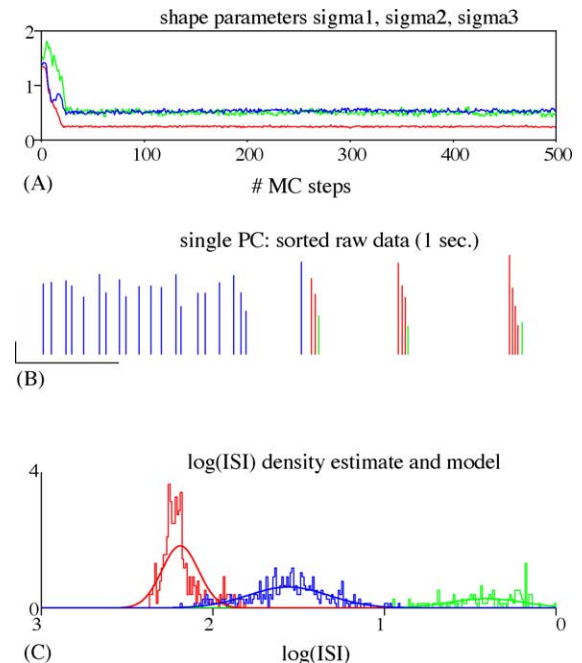 shape parameters sigma1, sigma2, sigma3
2
1
0
0 100 200 300 400 500
(A) # MC steps
single PC: sorted raw data (1 sec.)
(B)
log(ISI) density estimate and model
4
0
3 2 1 0
(C) log(ISI)